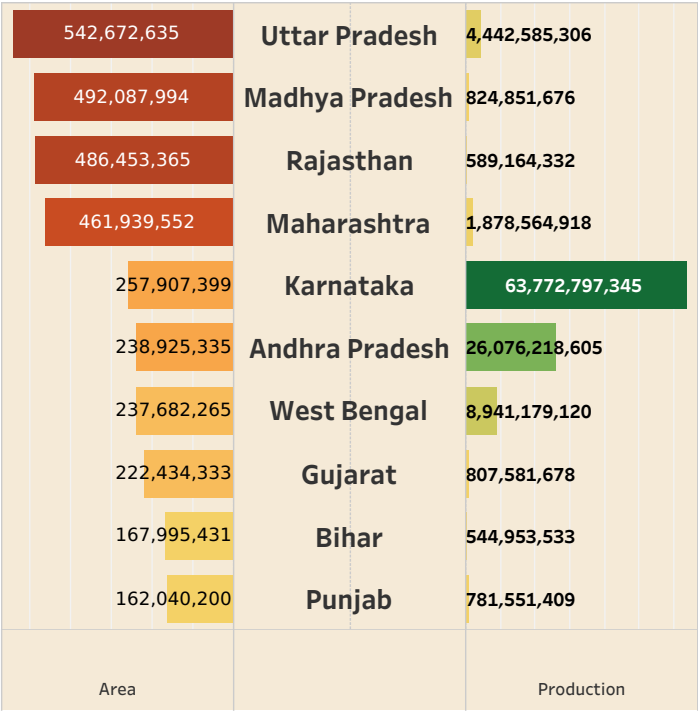 542,672,635 Uttar Pradesh 4,442,585,306
492,087,994 Madhya Pradesh 824,851,676
486,453,365 Rajasthan 589,164,332
461,939,552 Maharashtra 1,878,564,918
257,907,399 Karnataka 63,772,797,345
238,925,335 Andhra Pradesh 26,076,218,605
237,682,265 West Bengal 8,941,179,120
222,434,333 Gujarat 807,581,678
167,995,431 Bihar 544,953,533
162,040,200 Punjab 781,551,409
Area Production